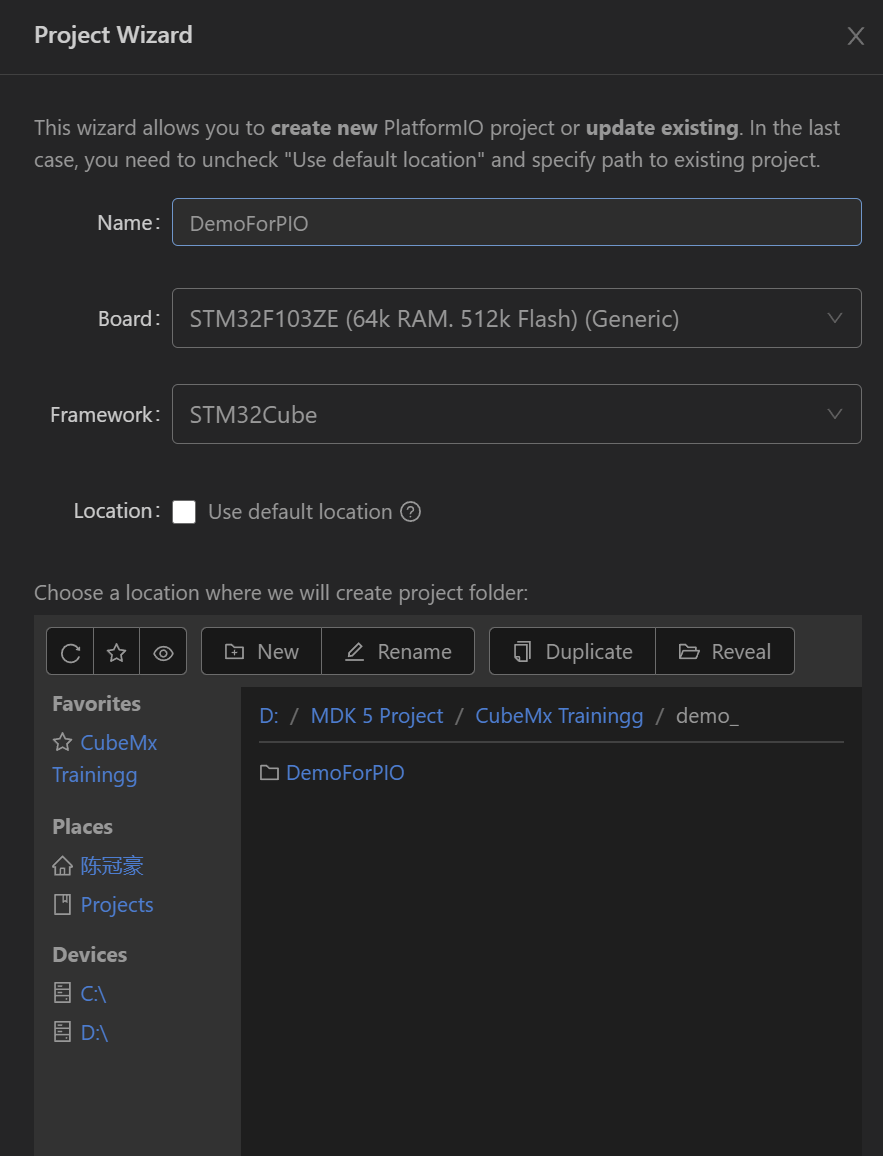 Project Wizard
This wizard allows you to create new PlatformIO project or update existing. In the last
case, you need to uncheck "Use default location" and specify path to existing project.
Name: DemoForPIO
Board: STM32F103ZE (64k RAM. 512k Flash) (Generic)
Framework: STM32Cube
Location: Use default location
Choose a location where we will create project folder:
New Rename Duplicate Reveal
Favorites
CubeMx
Trainingg
Places
陈冠豪
Projects
Devices
C:\
D:\
D: / MDK 5 Project / CubeMx Trainingg / demo_
DemoForPIO